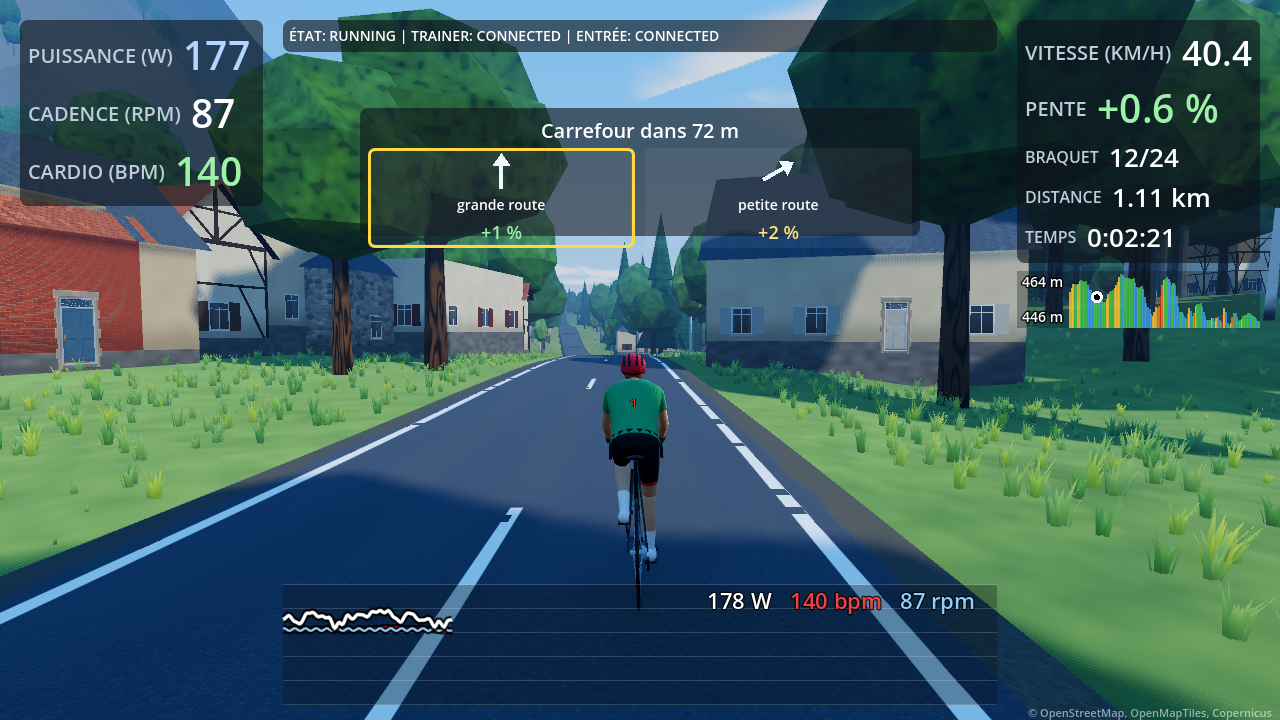 PUISSANCE (W) 177
CADENCE (RPM) 87
CARDIO (BPM) 140
ÉTAT: RUNNING | TRAINER: CONNECTED | ENTRÉE: CONNECTED
Carrefour dans 72 m
grande route
+1 %
petite route
+2 %
VITESSE (KM/H) 40.4
PENTE +0.6 %
BRAQUET 12/24
DISTANCE 1.11 km
TEMPS 0:02:21
464 m
446 m
1
178 W 140 bpm 87 rpm
© OpenStreetMap, OpenMapTiles, Copernicus